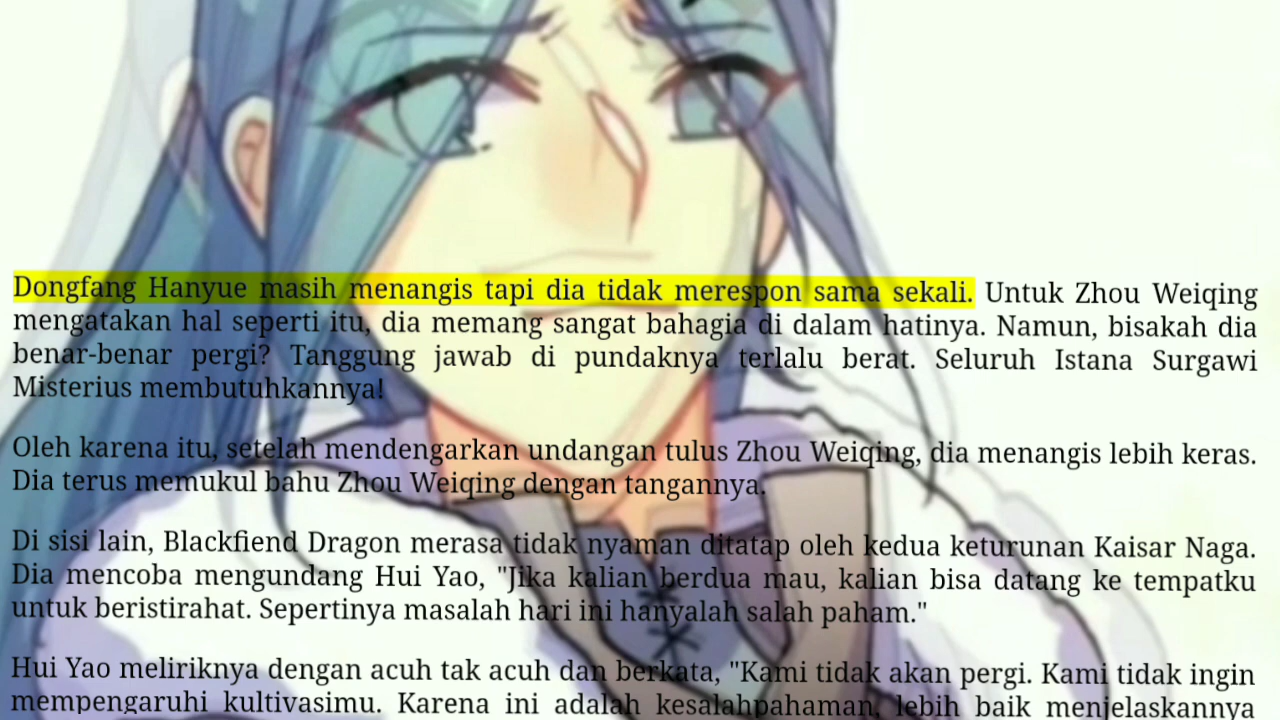 Dongfang Hanyue masih menangis tapi dia tidak merespon sama sekali. Untuk Zhou Weiqing
mengatakan hal seperti itu, dia memang sangat bahagia di dalam hatinya. Namun, bisakah dia
benar-benar pergi? Tanggung jawab di pundaknya terlalu berat. Seluruh Istana Surgawi
Misterius membutuhkannya!
Oleh karena itu, setelah mendengarkan undangan tulus Zhou Weiqing, dia menangis lebih keras.
Dia terus memukul bahu Zhou Weiqing dengan tangannya.
Di sisi lain, Blackfiend Dragon merasa tidak nyaman ditatap oleh kedua keturunan Kaisar Naga.
Dia mencoba mengundang Hui Yao, "Jika kalian berdua mau, kalian bisa datang ke tempatku
untuk beristirahat. Sepertinya masalah hari ini hanyalah salah paham."
Hui Yao meliriknya dengan acuh tak acuh dan berkata, "Kami tidak akan pergi. Kami tidak ingin
mempengaruhi kultivasimu. Karena ini adalah kesalahpahaman, lebih baik menjelaskannya